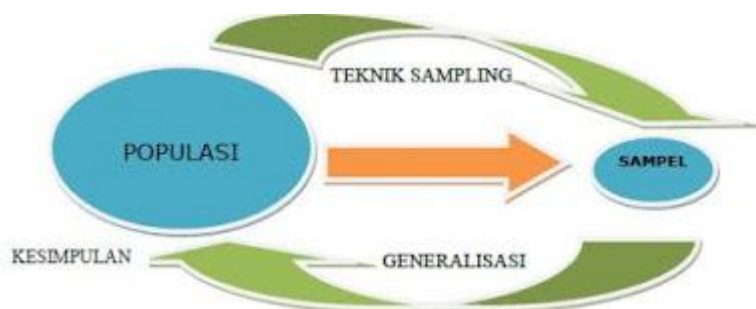 TEKNIK SAMPLING
POPULASI
SAMPEL
KESIMPULAN
GENERALISASI